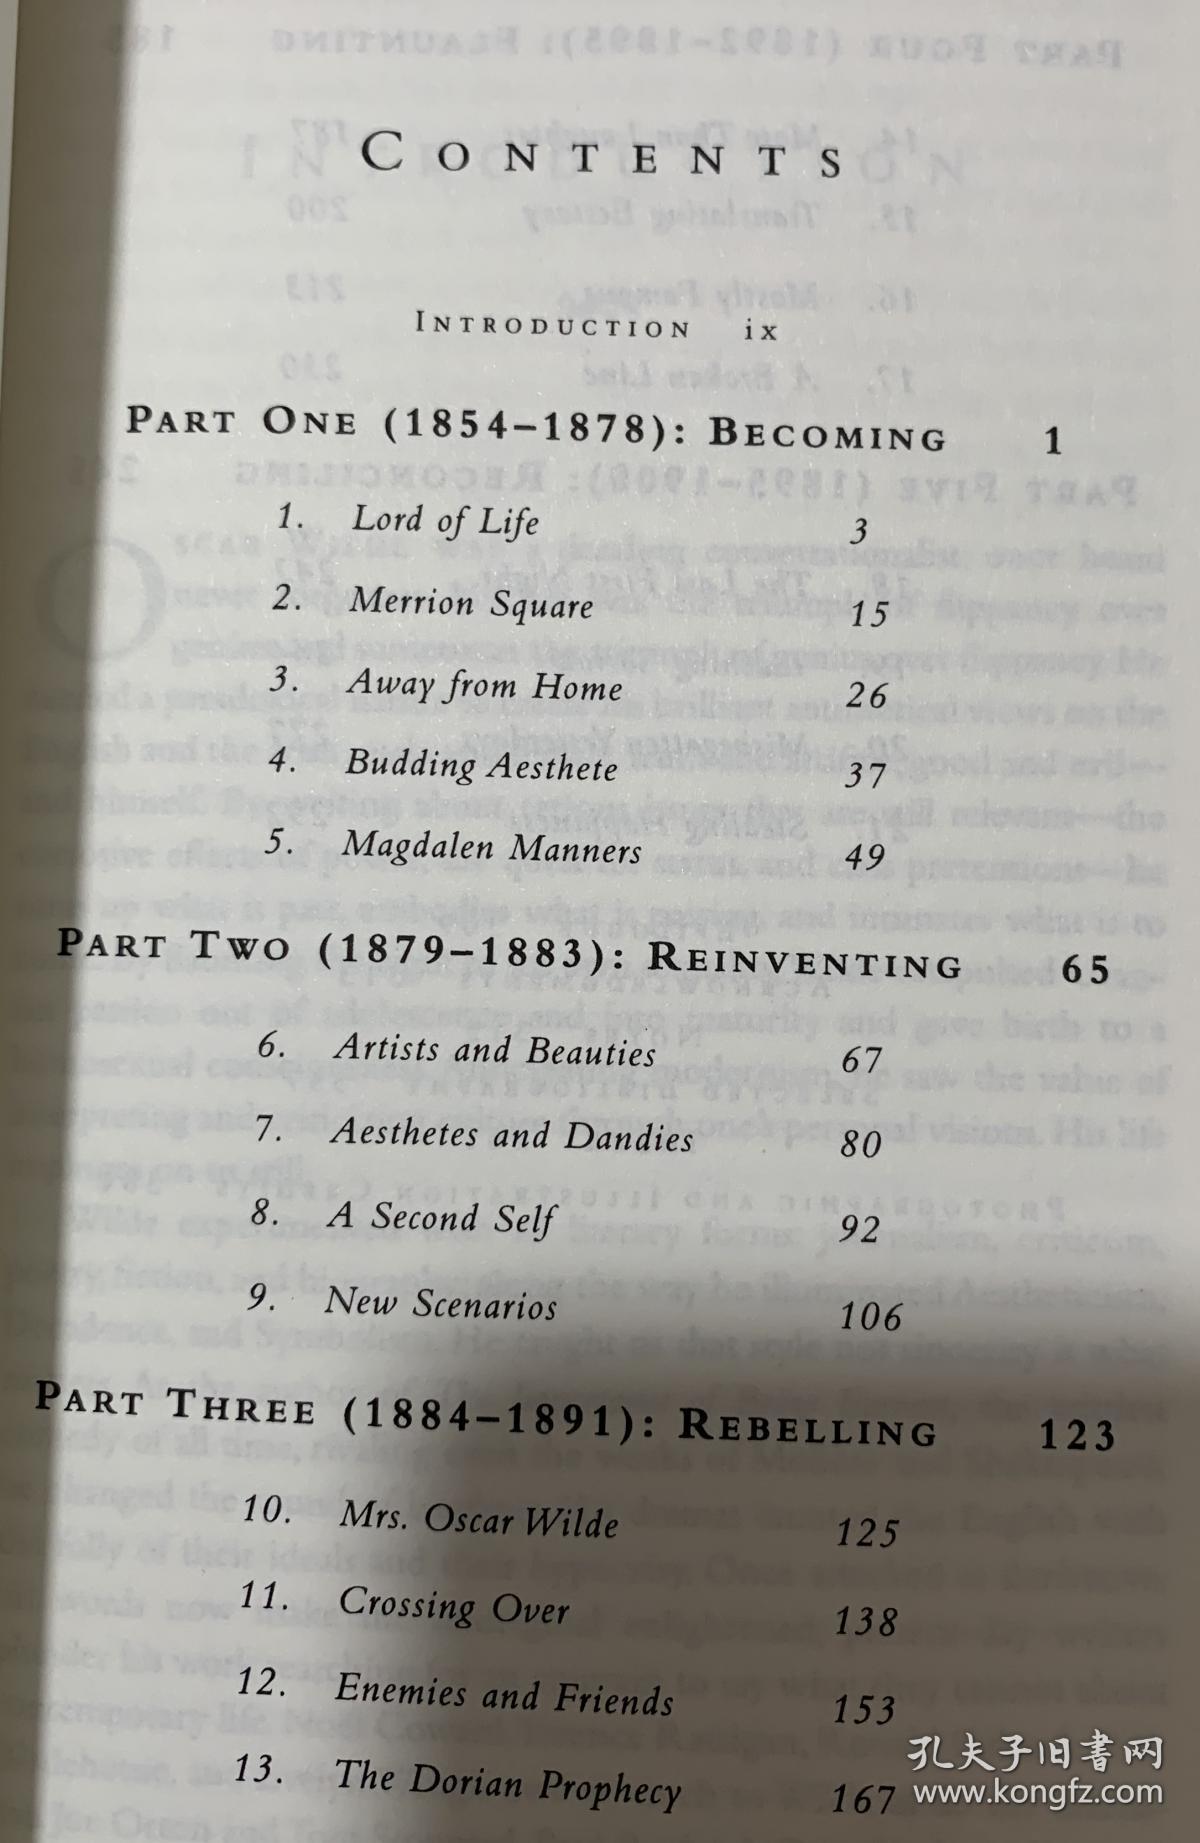 CONTENTS
INTRODUCTION ix
PART ONE (1854–1878): BECOMING 1
1. Lord of Life 3
2. Merrion Square 15
3. Away from Home 26
4. Budding Aesthete 37
5. Magdalen Manners 49
PART TWO (1879–1883): REINVENTING 65
6. Artists and Beauties 67
7. Aesthetes and Dandies 80
8. A Second Self 92
9. New Scenarios 106
PART THREE (1884–1891): REBELLING 123
10. Mrs. Oscar Wilde 125
11. Crossing Over 138
12. Enemies and Friends 153
13. The Dorian Prophecy 167
孔夫子旧书网
www.kongfz.com